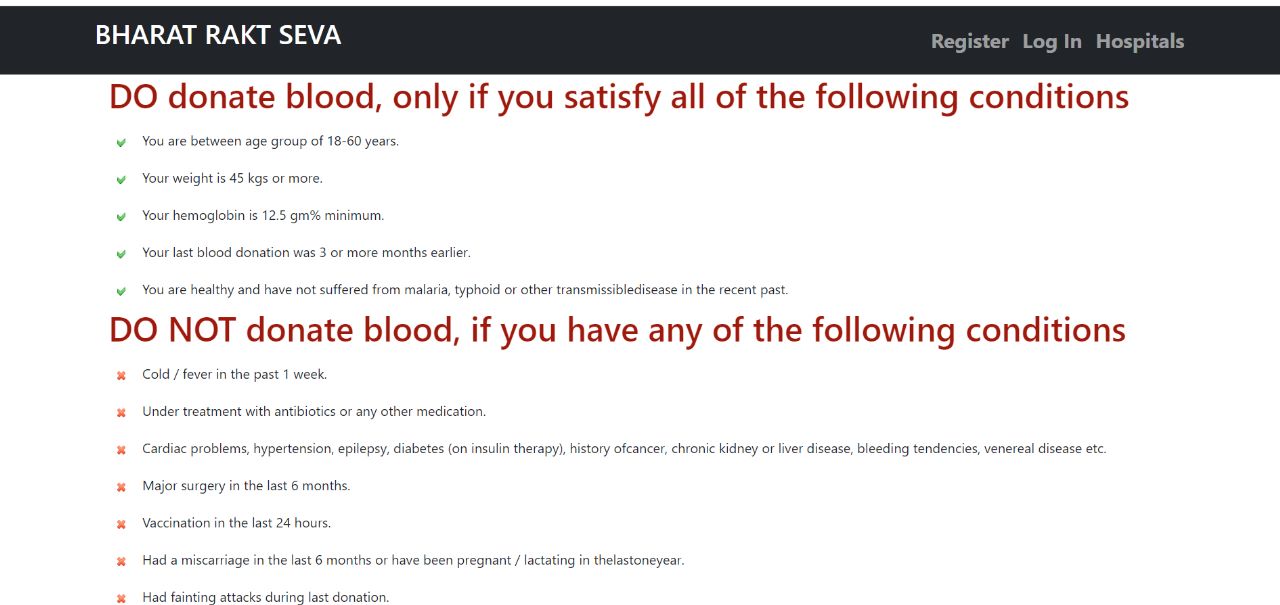 BHARAT RAKT SEVA
Register Log In Hospitals
DO donate blood, only if you satisfy all of the following conditions
You are between age group of 18-60 years.
Your weight is 45 kgs or more.
Your hemoglobin is 12.5 gm% minimum.
Your last blood donation was 3 or more months earlier.
You are healthy and have not suffered from malaria, typhoid or other transmissibledisease in the recent past.
DO NOT donate blood, if you have any of the following conditions
Cold / fever in the past 1 week.
Under treatment with antibiotics or any other medication.
Cardiac problems, hypertension, epilepsy, diabetes (on insulin therapy), history ofcancer, chronic kidney or liver disease, bleeding tendencies, venereal disease etc.
Major surgery in the last 6 months.
Vaccination in the last 24 hours.
Had a miscarriage in the last 6 months or have been pregnant / lactating in thelastoneyear.
Had fainting attacks during last donation.